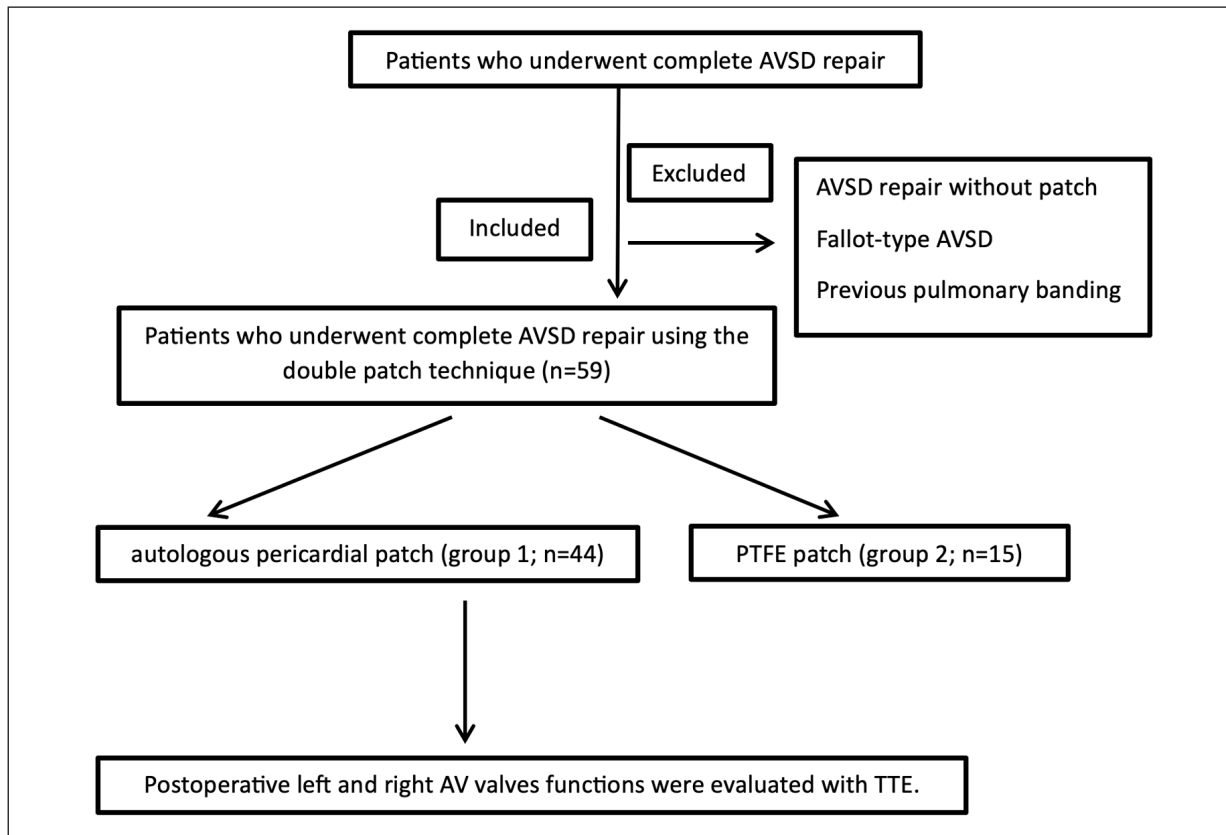 Patients who underwent complete AVSD repair
Excluded
Included
AVSD repair without patch
Fallot-type AVSD
Previous pulmonary banding
Patients who underwent complete AVSD repair using the
double patch technique (n=59)
autologous pericardial patch (group 1; n=44)
PTFE patch (group 2; n=15)
Postoperative left and right AV valves functions were evaluated with TTE.